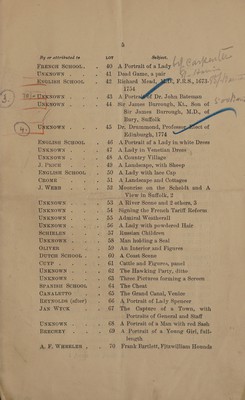 5
By or attributed to LOT Subject.
FRENCH SCHOOL. . 40 A Portrait of a Lady
UNKNOWN . . . 41 Pond Game, a pair
ENGLISH SCHOOL . 42 Richard Mead, M.D., F.R.S., 1673-
1754
UNKNOWN . . . 43 A Portrait of Dr. John Bateman
UNKNOWN . . . 44 Sir James Burrough, Kt., Son of
Sir James Burrough, M.D., of
Bury, Suffolk
UNKNOWN . . . 45 Dr. Drummond, Professor of
Edinburgh, 1774
ENGLISH SCHOOL . 46 A Portrait of a Lady in white Dress
UNKNOWN . . . 47 A Lady in Venetian Dress
UNKNOWN . . . 48 A Country Village
J. PRICE . . . 49 A Landscape, with Sheep
ENGLISH SCHOOL . 50 A Lady with lace Cap
CROME . . . 51 A Landscape and Cottages
J. WEBB . . . 52 Memories on the Scheldt and A
View in Suffolk, 2
UNKNOWN . . . 53 A River Scene and 2 others, 3
UNKNOWN . . . 54 Signing the French Tariff Reform
UNKNOWN . . . 55 Admiral Weatherall
UNKNOWN . . . 56 A Lady with powdered Hair
. . . 57 Russian Children
UNKNOWN . . . 58 Man holding a Seal
OLIVER . . . 59 An Interior and Figures
DUTCH SCHOOL . . 60 A Coast Scene
CUYP . . . 61 Cattle and Figures, panel
UNKNOWN . . . 62 The Hawking Party, ditto
UNKNOWN . . . 63 Three Pictures forming a Screen
SPANISH SCHOOL . 64 The Cheat
CANALETTO . . 65 The Grand Canal, Venice
REYNOLDS (after) . 66 A Portrait of Lady Spencer
JAN WYCK . . 67 The Capture of a Town, with
Portraits of General and Staff
UNKNOWN . . . 68 A Portrait of a Man with red Sash
BEECHEY . . . 69 A Portrait of a Young Girl, full-
length
A. F. WHEELER . . 70 Frank Bartlett, Fitzwilliam Hounds